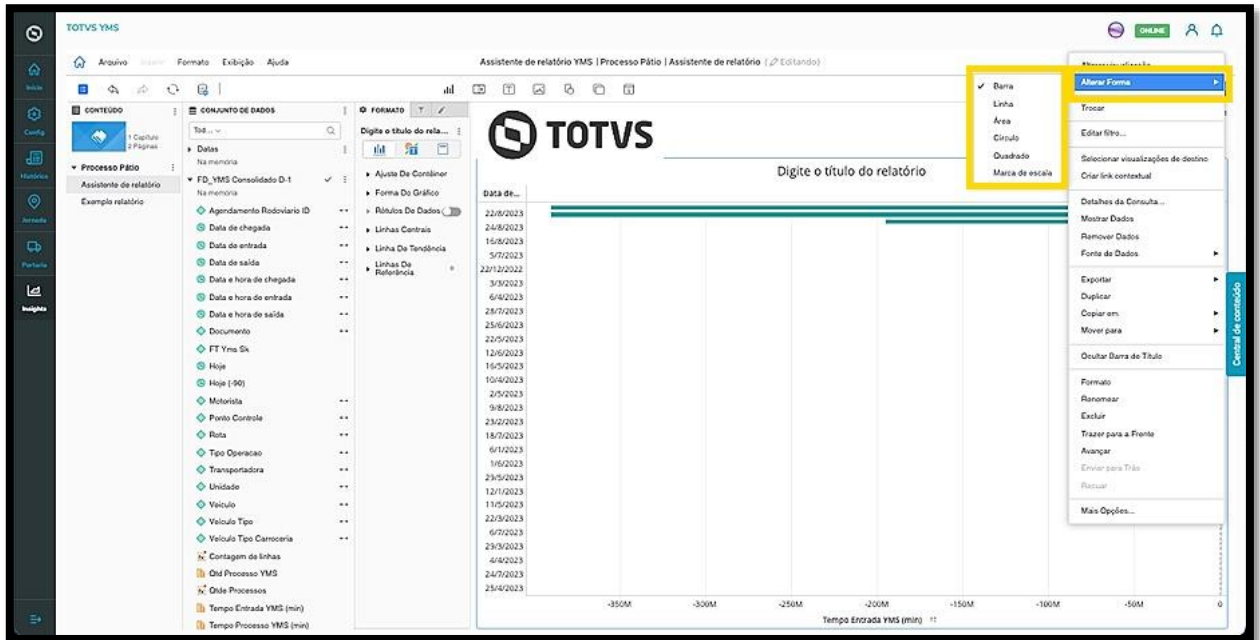 TOTVS YMS
ONLINE
Arquivo
Formato Exibição Ajuda
Assistente de relatório YMS | Processo Pátio | Assistente de relatório (Editando)
Início
Config
Histórico
Jornada
Portaria
Insights
CONTEÚDO
1 Capítulo
2 Páginas
Processo Pátio
Assistente de relatório
Exemplo relatório
CONJUNTO DE DADOS
Tod...
Datas
Na memória
FD_YMS Consolidado D-1
Na memória
Agendamento Rodoviario ID
Data de chegada
Data de entrada
Data de saída
Data e hora de chegada
Data e hora de entrada
Data e hora de saída
Documento
FT Yms Sk
Hoje
Hoje (-90)
Motorista
Ponto Controle
Rota
Tipo Operacao
Transportadora
Unidade
Veiculo
Veiculo Tipo
Veiculo Tipo Carroceria
Contagem de linhas
Qtd Processo YMS
Qtde Processos
Tempo Entrada YMS (min)
Tempo Processo YMS (min)
FORMATO
Digite o título do rela...
Ajuste De Contêiner
Forma Do Gráfico
Rótulos De Dados
Linhas Centrais
Linha De Tendência
Linhas De
Referência
TOTVS
Digite o título do relatório
Data de...
22/8/2023
24/8/2023
16/8/2023
5/7/2023
22/12/2022
3/3/2023
6/4/2023
28/7/2023
25/6/2023
22/5/2023
12/6/2023
16/5/2023
10/4/2023
2/5/2023
9/8/2023
23/2/2023
18/7/2023
6/1/2023
1/6/2023
29/5/2023
12/1/2023
11/5/2023
22/3/2023
6/7/2023
29/3/2023
4/4/2023
24/7/2023
25/4/2023
-350M -300M -250M -200M -150M -100M -50M
Tempo Entrada YMS (min)
Barra
Linha
Área
Círculo
Quadrado
Marca de escala
Alterar Forma
Trocar
Editar filtro...
Selecionar visualizações de destino
Criar link contextual
Detalhes da Consulta...
Mostrar Dados
Remover Dados
Fonte de Dados
Exportar
Duplicar
Copiar em
Mover para
Ocultar Barra de Título
Formato
Renomear
Excluir
Trazer para a Frente
Avançar
Enviar para Trás
Recuar
Mais Opções...
Central de conteúdo